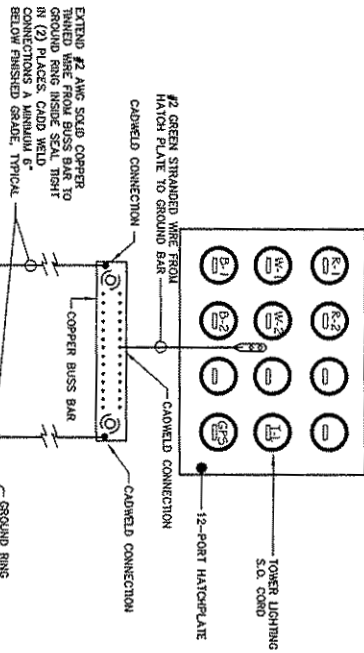 R-1
R-2
W-1
W-2
T-1
B-1
B-2
GPS
TOWER LIGHTING
S.O. CORD
12-PORT HATCHPLATE
#2 GREEN STRANDED WIRE FROM
HATCH PLATE TO GROUND BAR
CADWELD CONNECTION
CADWELD CONNECTION
CADWELD CONNECTION
COPPER BUSS BAR
EXTEND #2 AWG SOLID COPPER
TINNED WIRE FROM BUSS BAR TO
GROUND RING INSIDE SEAL TIGHT
IN (2) PLACES. CADD WELD
CONNECTIONS A MINIMUM 6"
BELOW FINISHED GRADE, TYPICAL
GROUND RING